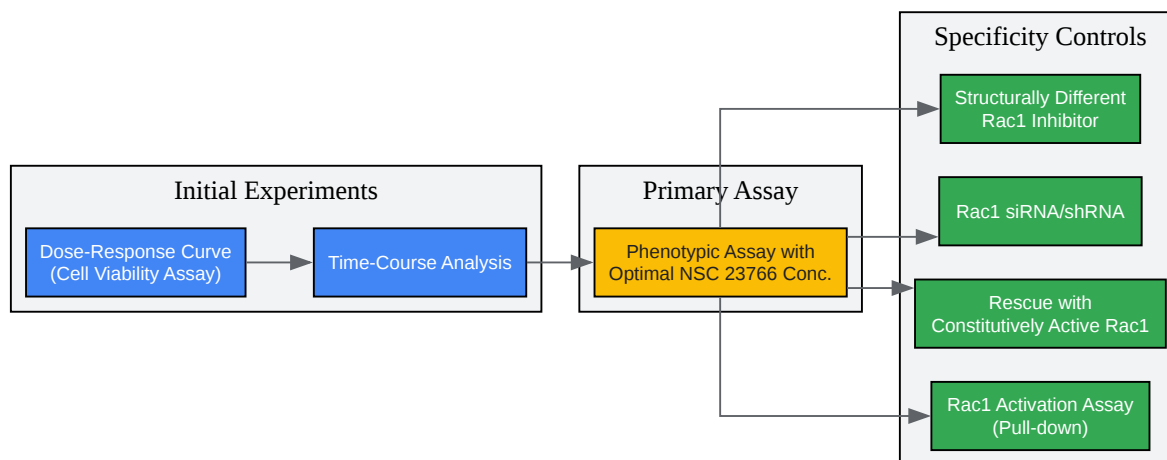 Initial Experiments
Dose-Response Curve
(Cell Viability Assay)
Time-Course Analysis
Primary Assay
Phenotypic Assay with
Optimal NSC 23766 Conc.
Specificity Controls
Structurally Different
Rac1 Inhibitor
Rac1 siRNA/shRNA
Rescue with
Constitutively Active Rac1
Rac1 Activation Assay
(Pull-down)